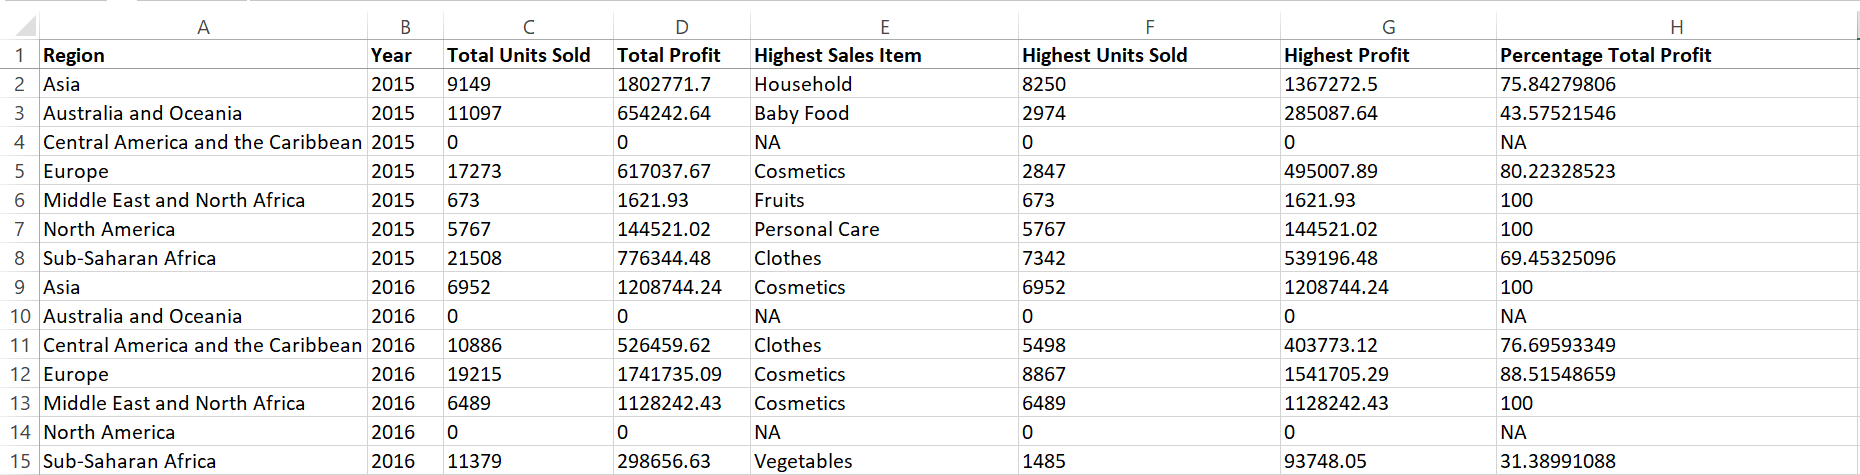 A B C D E F G H
1 Region Year Total Units Sold Total Profit Highest Sales Item Highest Units Sold Highest Profit Percentage Total Profit
2 Asia 2015 9149 1802771.7 Household 8250 1367272.5 75.84279806
3 Australia and Oceania 2015 11097 654242.64 Baby Food 2974 285087.64 43.57521546
4 Central America and the Caribbean 2015 0 0 NA 0 0 NA
5 Europe 2015 17273 617037.67 Cosmetics 2847 495007.89 80.22328523
6 Middle East and North Africa 2015 673 1621.93 Fruits 673 1621.93 100
7 North America 2015 5767 144521.02 Personal Care 5767 144521.02 100
8 Sub-Saharan Africa 2015 21508 776344.48 Clothes 7342 539196.48 69.45325096
9 Asia 2016 6952 1208744.24 Cosmetics 6952 1208744.24 100
10 Australia and Oceania 2016 0 0 NA 0 0 NA
11 Central America and the Caribbean 2016 10886 526459.62 Clothes 5498 403773.12 76.69593349
12 Europe 2016 19215 1741735.09 Cosmetics 8867 1541705.29 88.51548659
13 Middle East and North Africa 2016 6489 1128242.43 Cosmetics 6489 1128242.43 100
14 North America 2016 0 0 NA 0 0 NA
15 Sub-Saharan Africa 2016 11379 298656.63 Vegetables 1485 93748.05 31.38991088